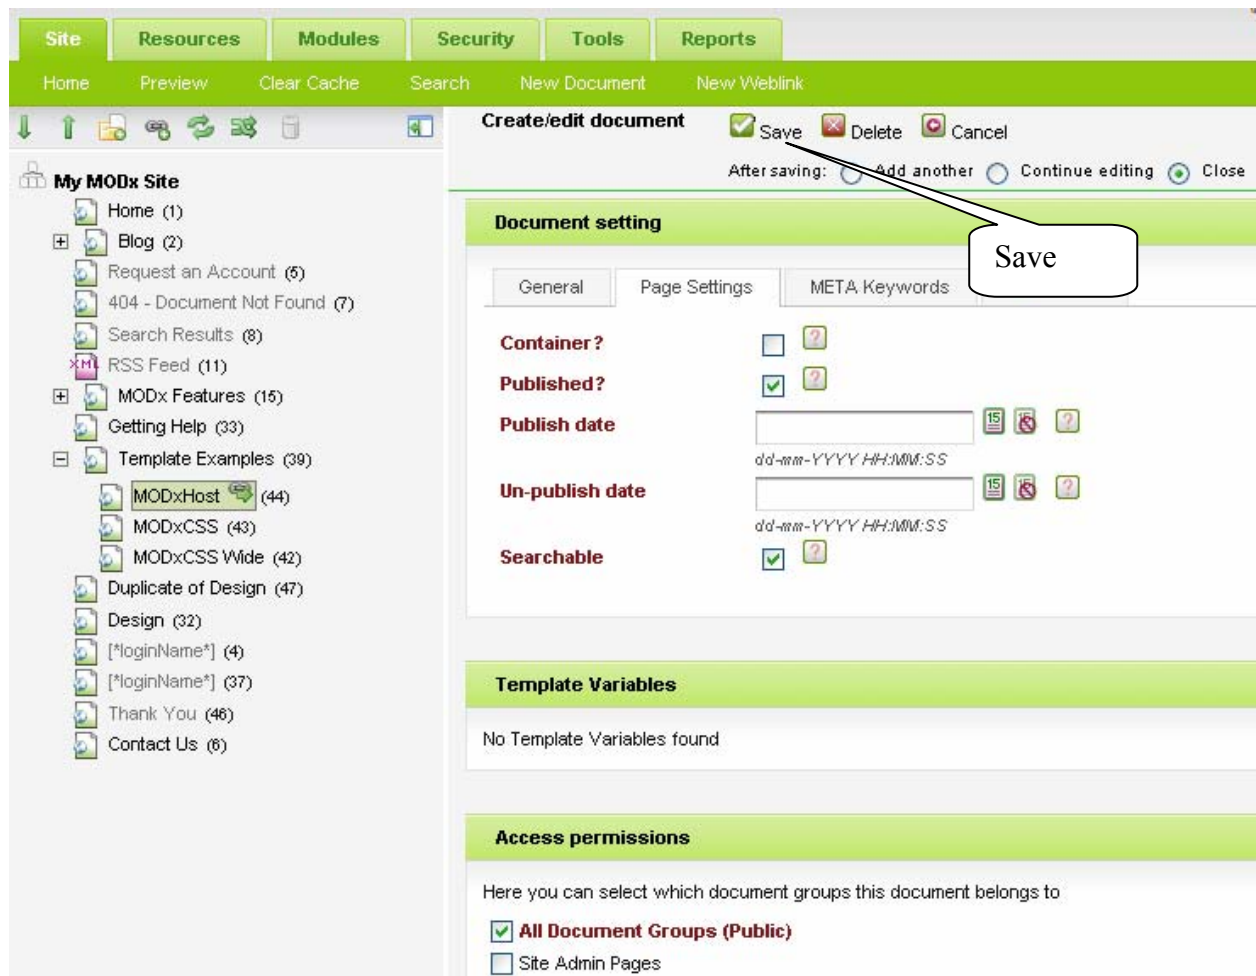 Site Resources Modules Security Tools Reports
Home Preview Clear Cache Search New Document New Weblink
Create/edit document Save Delete Cancel
After saving: Add another Continue editing Close
My MODx Site
Home (1)
Blog (2)
Request an Account (5)
404 - Document Not Found (7)
Search Results (8)
XML RSS Feed (11)
MODx Features (15)
Getting Help (33)
Template Examples (39)
MODxHost (44)
MODxCSS (43)
MODxCSS Wide (42)
Duplicate of Design (47)
Design (32)
[*loginName*] (4)
[*loginName*] (37)
Thank You (46)
Contact Us (6)
Document setting
Save
General Page Settings META Keywords
Container? ?
Published? ?
Publish date 15 15 ?
dd-mm-YYYY HH:MM:SS
Un-publish date 15 15 ?
dd-mm-YYYY HH:MM:SS
Searchable ?
Template Variables
No Template Variables found
Access permissions
Here you can select which document groups this document belongs to
All Document Groups (Public)
Site Admin Pages